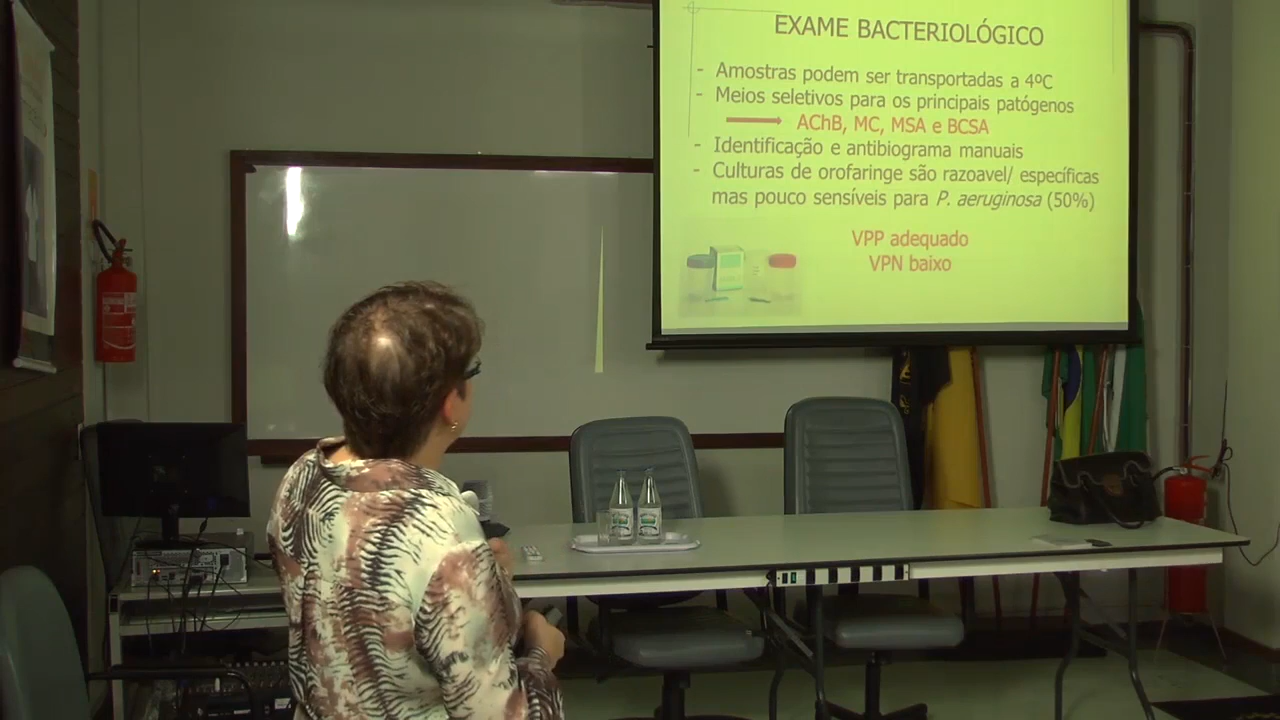 EXAME BACTERIOLÓGICO
- Amostras podem ser transportadas a 4ºC
- Meios seletivos para os principais patógenos
AChB, MC, MSA e BCSA
- Identificação e antibiograma manuais
- Culturas de orofaringe são razoavel/ específicas
mas pouco sensíveis para P. aeruginosa (50%)
VPP adequado
VPN baixo